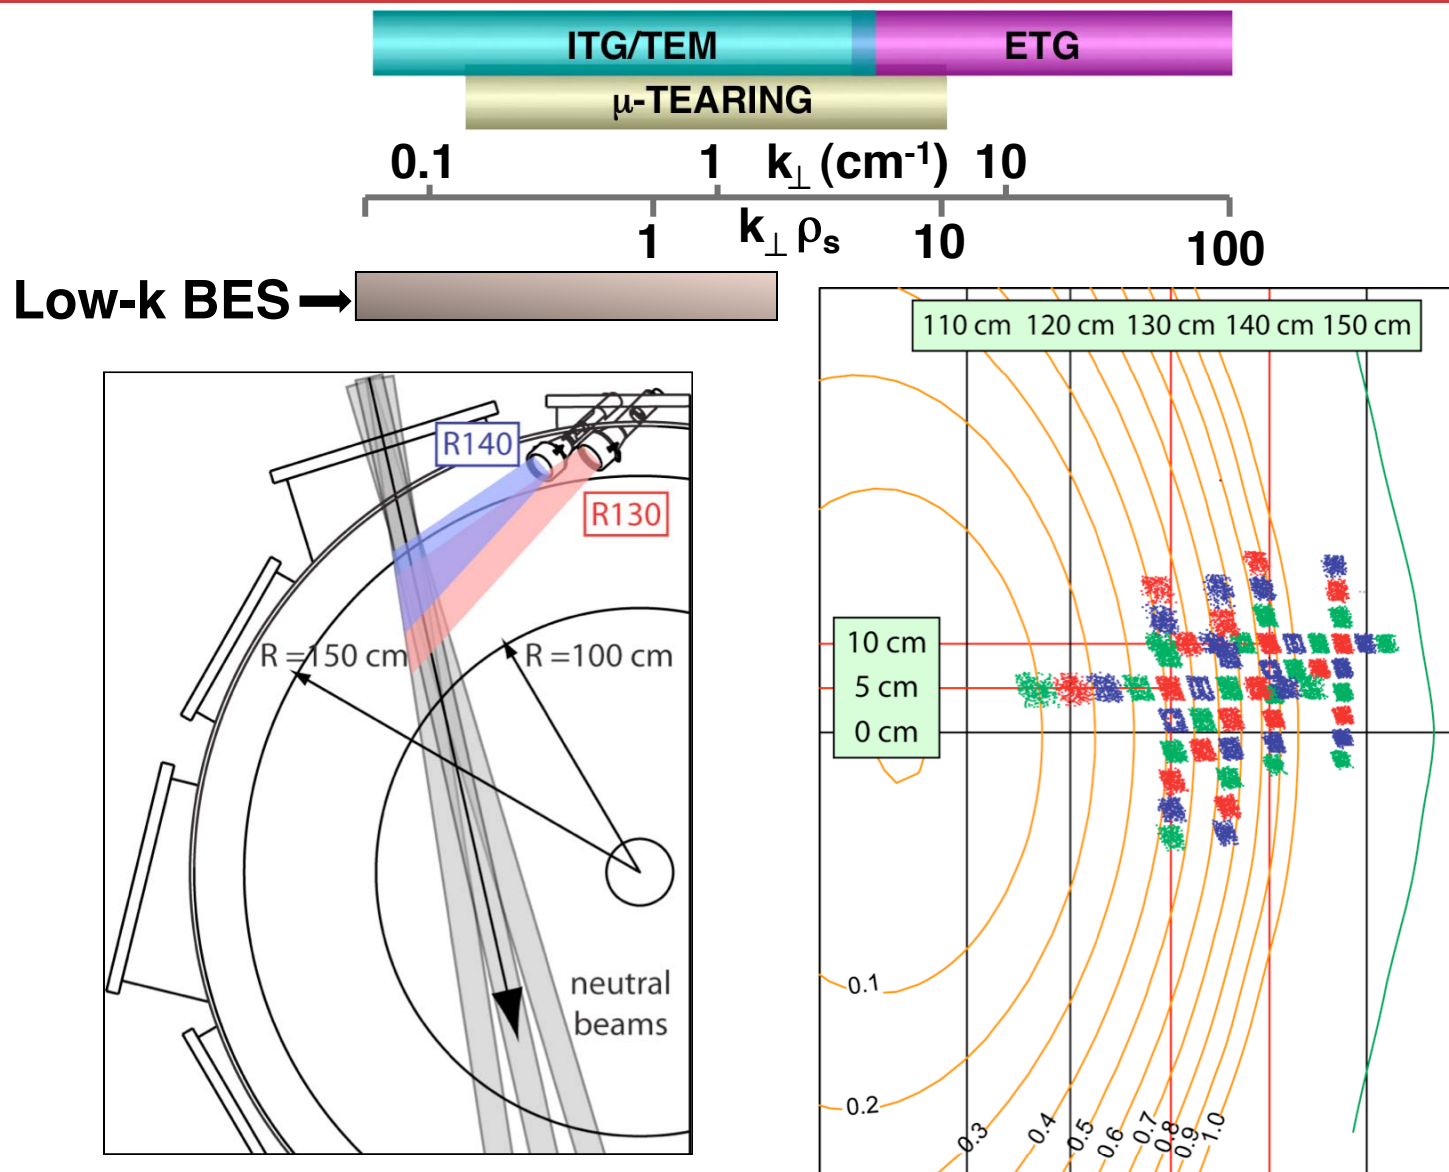 ITG/TEM ETG
μ-TEARING
0.1 1 k⊥ (cm⁻¹) 10
1 k⊥ρs 10 100
Low-k BES
R140
R130
R =150 cm R =100 cm
neutral
beams
110 cm 120 cm 130 cm 140 cm 150 cm
10 cm
5 cm
0 cm
0.1
0.2
0.3 0.4 0.5 0.6 0.7 0.8 0.9 1.0